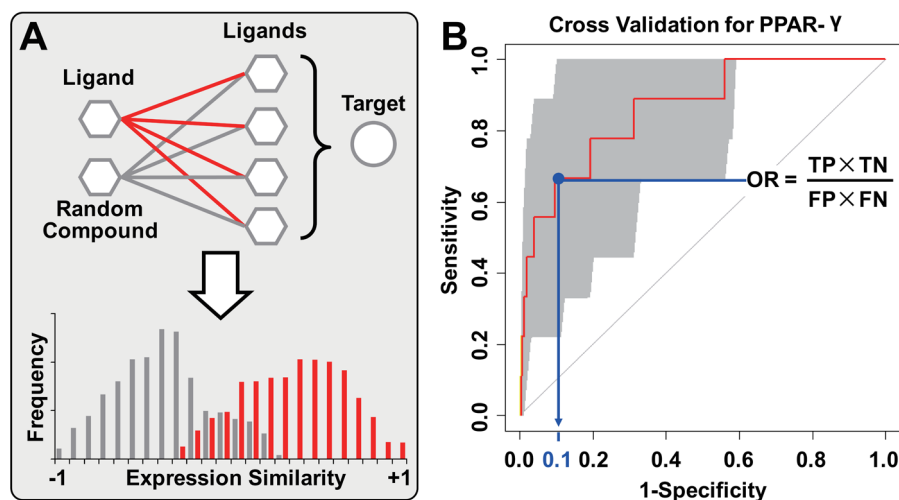 A
Ligands
Ligand
Target
Random
Compound
Frequency
-1
Expression Similarity
+1
B
Cross Validation for PPAR-γ
Sensitivity
1.0
0.8
0.6
0.4
0.2
0.0
OR = TP×TN
FP×FN
0.0 0.1 0.2 0.4 0.6 0.8 1.0
1-Specificity